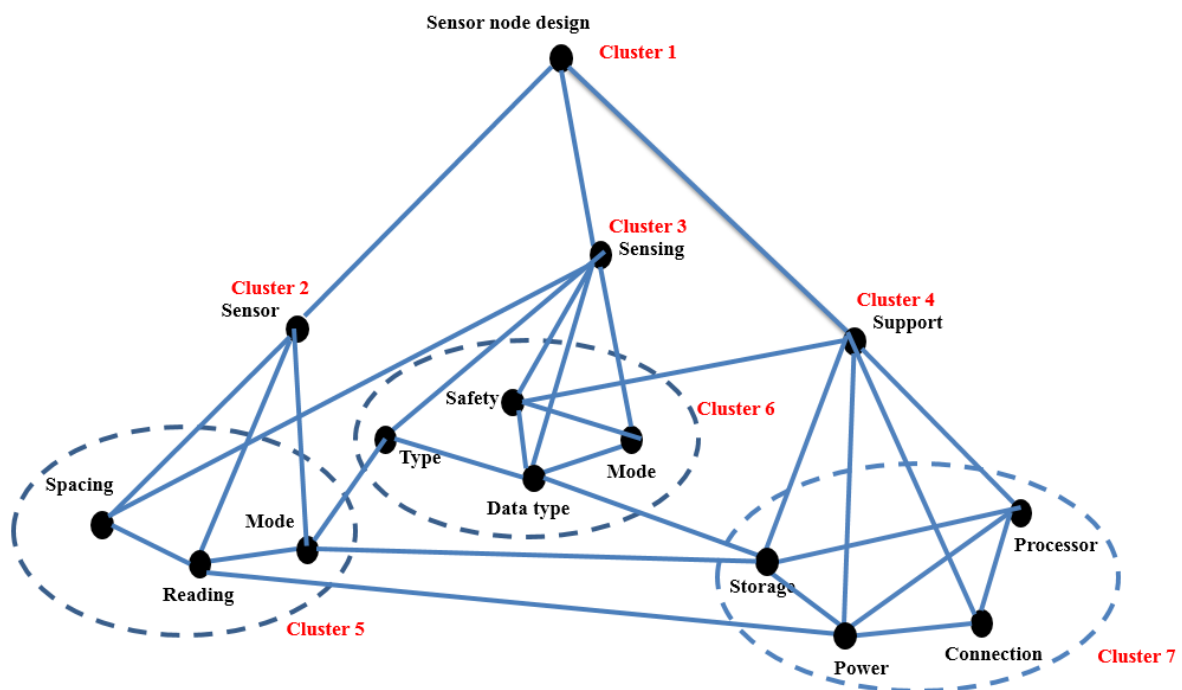 Sensor node design
Cluster 1
Cluster 3
Sensing
Cluster 2
Sensor
Cluster 4
Support
Safety
Cluster 6
Type
Mode
Spacing
Data type
Mode
Processor
Storage
Reading
Cluster 5
Power
Connection
Cluster 7